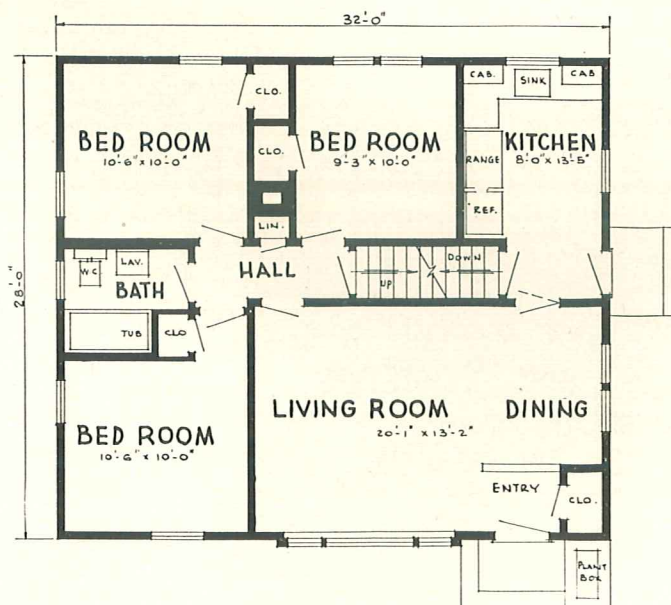 32'-0"
CAB.
SINK
CAB
CLO.
BED ROOM
10'-6" x 10'-0"
CLO.
BED ROOM
9'-3" x 10'-0"
RANGE
KITCHEN
8'-0" x 13'-5"
REF.
LIN.
HALL
DOWN
UP
W C
LAV.
BATH
28'-0"
TUB
CLO
LIVING ROOM
20'-1" x 13'-2"
DINING
BED ROOM
10'-6" x 10'-0"
ENTRY
CLO.
PLANT
BOX